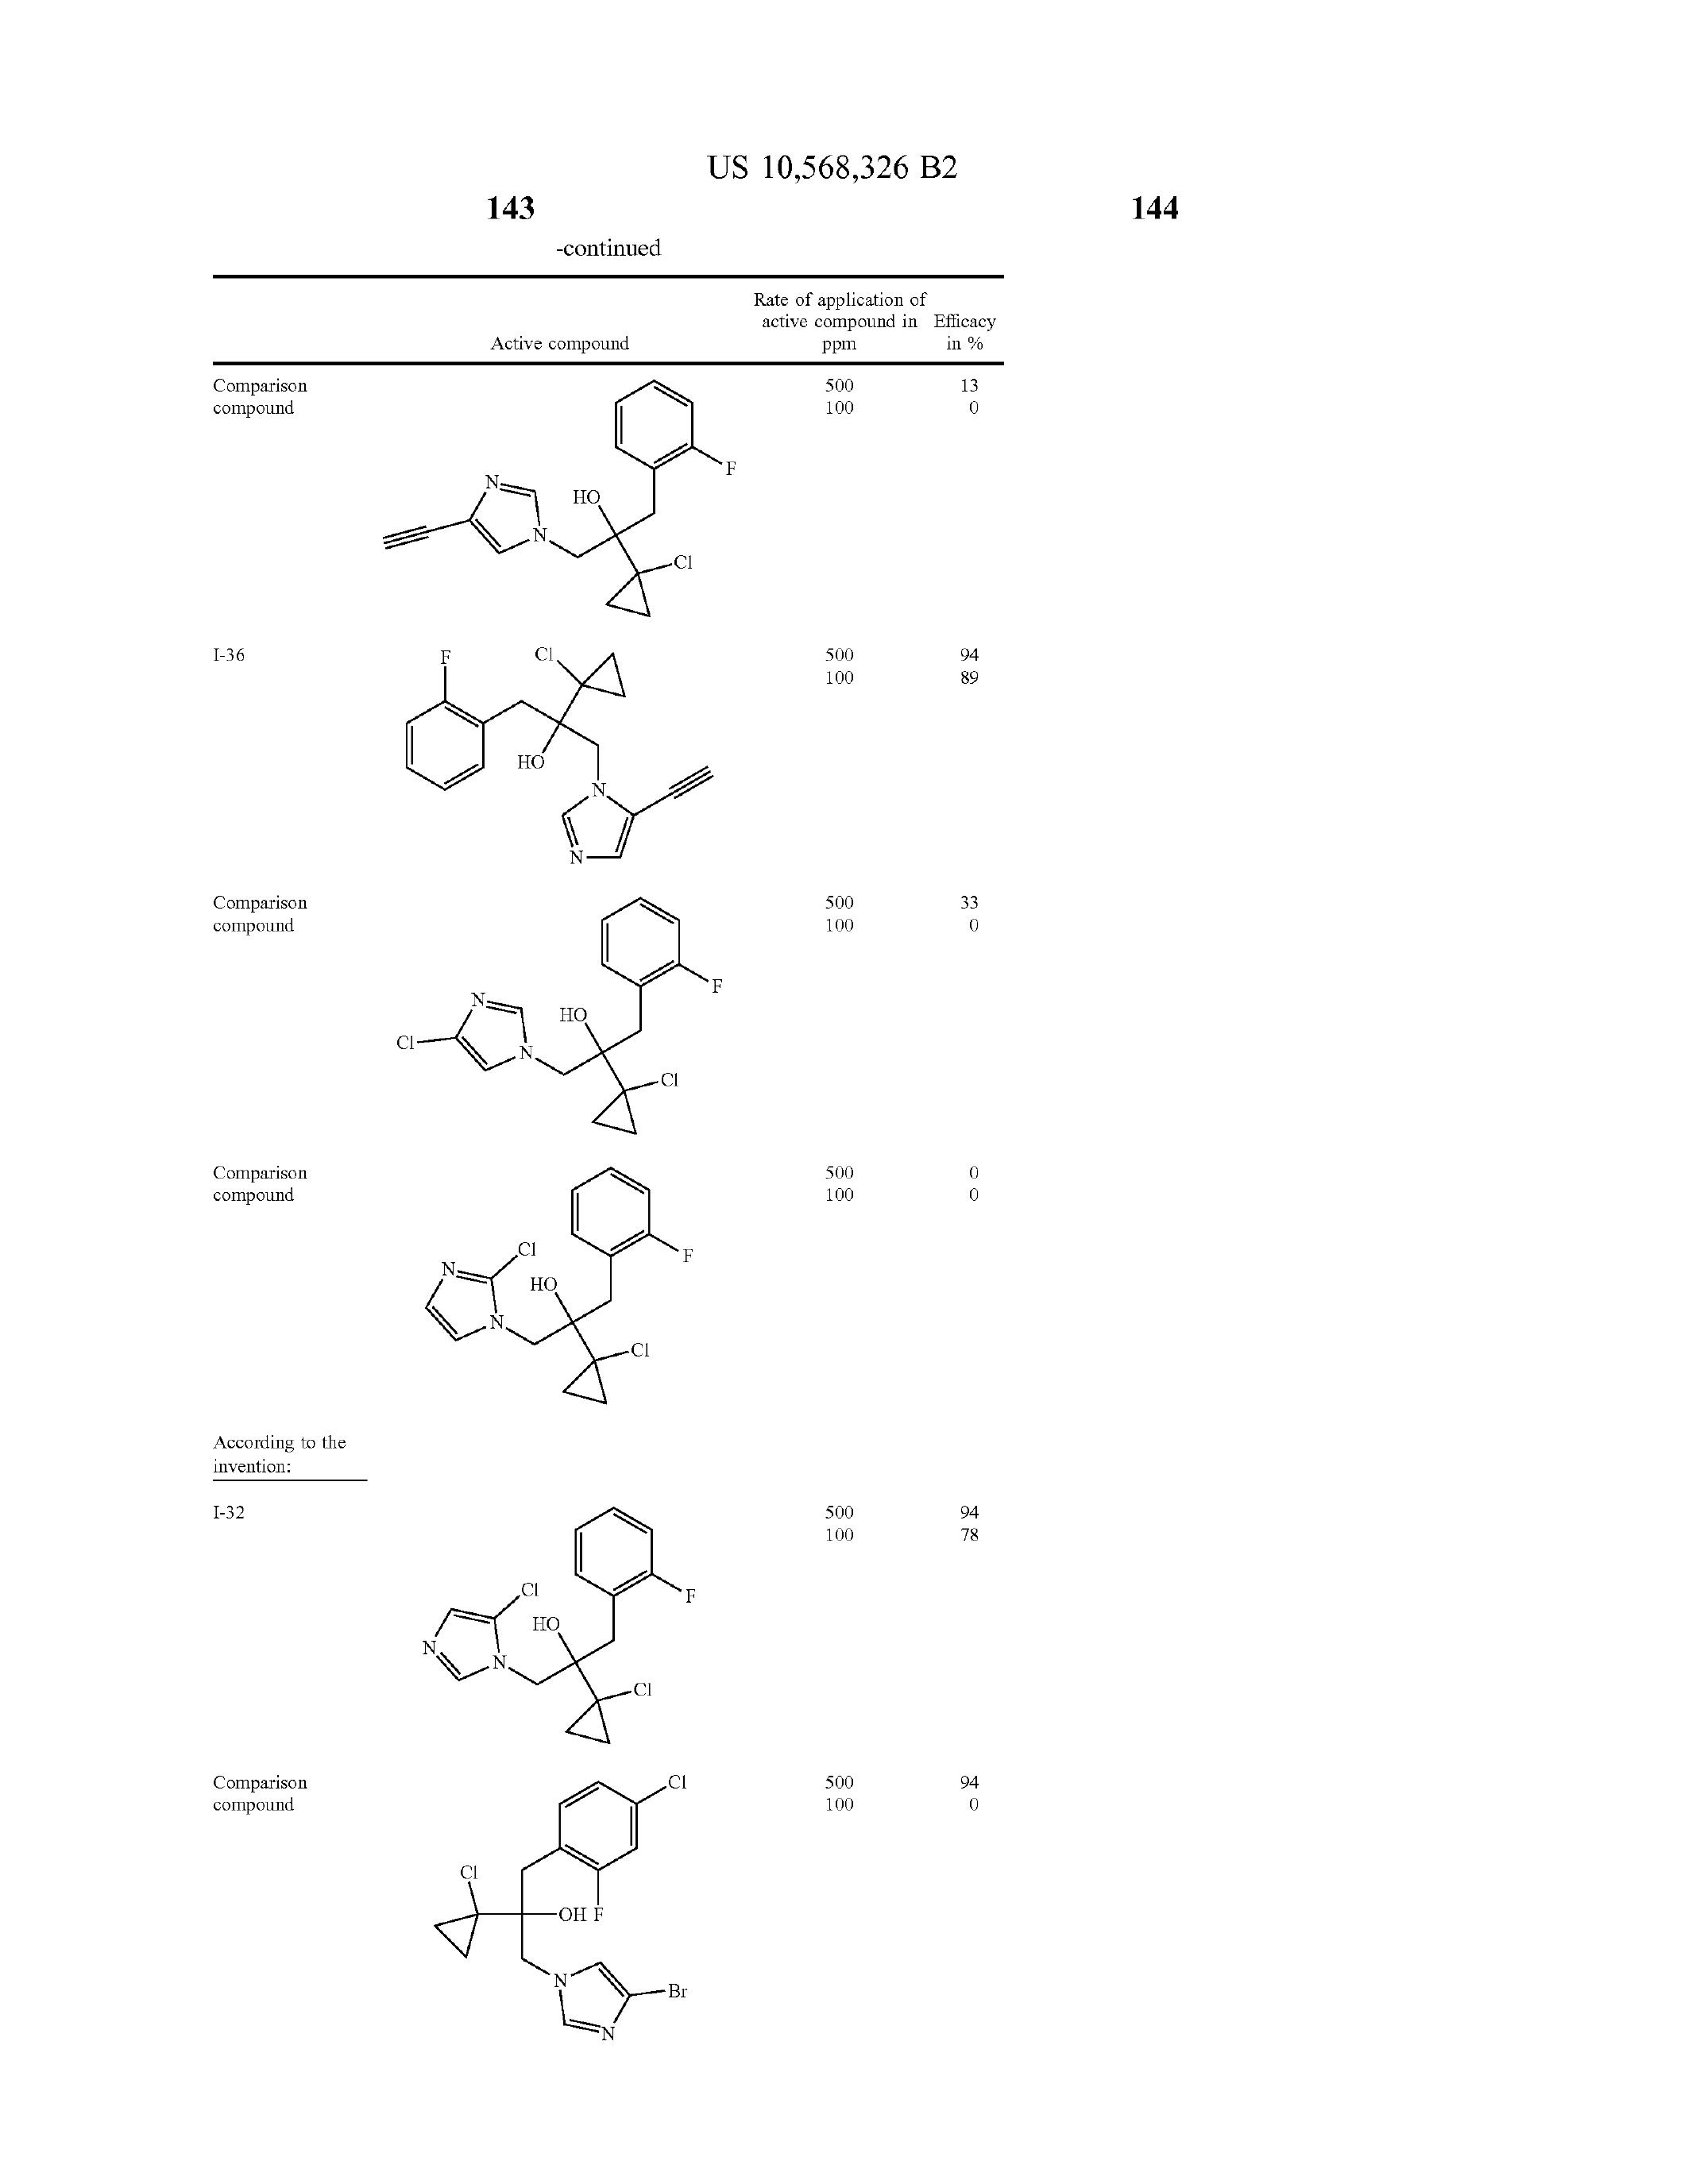 US 10,568,326 B2
143
144
-continued
Rate of application of
active compound in Efficacy
Active compound ppm in %
Comparison 500 13
compound 100 0
F
N
HO
N
Cl
I-36 500 94
100 89
F
Cl
HO
N
N
Comparison 500 33
compound 100 0
F
N
HO
Cl
N
Cl
Comparison 500 0
compound 100 0
Cl
F
N
HO
N
Cl
According to the
invention:
I-32 500 94
100 78
Cl
F
HO
N
N
Cl
Comparison Cl 500 94
compound 100 0
Cl
OH F
N
Br
N